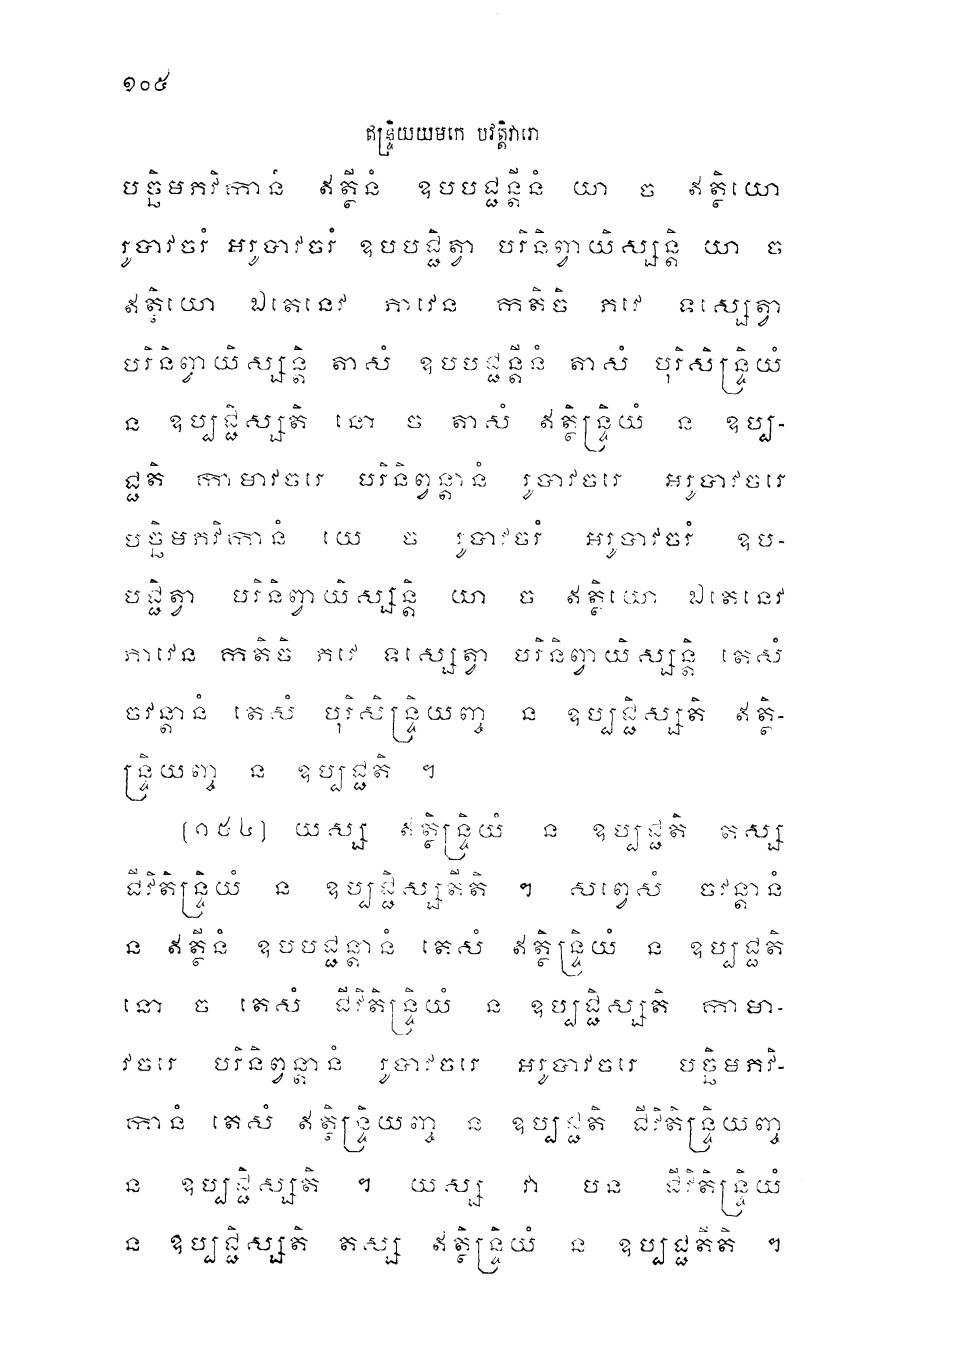 ១០៥
ឥន្ទ្រិយយមកេ បវត្តិវារោ
បច្ឆិមភវិកានំ ឥត្ថីនំ ឧបបជ្ជន្តីនំ យា ច ឥត្ថិយោ
រូបាវចរំ អរូបាវចរំ ឧបបជ្ជិត្វា បរិនិព្វាយិស្សន្តិ យា ច
ឥត្ថិយោ ឯតេនេវ ភាវេន កតិចិ ភវេ ទស្សេត្វា
បរិនិព្វាយិស្សន្តិ តាសំ ឧបបជ្ជន្តីនំ តាសំ បុរិសិន្ទ្រិយំ
ន ឧប្បជ្ជិស្សតិ នោ ច តាសំ ឥត្ថិន្ទ្រិយំ ន ឧប្ប-
ជ្ជតិ កាមាវចរេ បរិនិព្វន្តានំ រូបាវចរេ អរូបាវចរេ
បច្ឆិមភវិកានំ យេ ច រូបាវចរំ អរូបាវចរំ ឧប-
បជ្ជិត្វា បរិនិព្វាយិស្សន្តិ យា ច ឥត្ថិយោ ឯតេនេវ
ភាវេន កតិចិ ភវេ ទស្សេត្វា បរិនិព្វាយិស្សន្តិ តេសំ
ចវន្តានំ តេសំ បុរិសិន្ទ្រិយញ្ច ន ឧប្បជ្ជិស្សតិ ឥត្ថិ-
ន្ទ្រិយញ្ច ន ឧប្បជ្ជតិ ។
(១៥៤) យស្ស ឥត្ថិន្ទ្រិយំ ន ឧប្បជ្ជតិ តស្ស
ជីវិតិន្ទ្រិយំ ន ឧប្បជ្ជិស្សតីតិ ។ សព្វេសំ ចវន្តានំ
ន ឥត្ថីនំ ឧបបជ្ជន្តានំ តេសំ ឥត្ថិន្ទ្រិយំ ន ឧប្បជ្ជតិ
នោ ច តេសំ ជីវិតិន្ទ្រិយំ ន ឧប្បជ្ជិស្សតិ កាមា-
វចរេ បរិនិព្វន្តានំ រូបាវចរេ អរូបាវចរេ បច្ឆិមភវិ-
កានំ តេសំ ឥត្ថិន្ទ្រិយញ្ច ន ឧប្បជ្ជតិ ជីវិតិន្ទ្រិយញ្ច
ន ឧប្បជ្ជិស្សតិ ។ យស្ស វា បន ជីវិតិន្ទ្រិយំ
ន ឧប្បជ្ជិស្សតិ តស្ស ឥត្ថិន្ទ្រិយំ ន ឧប្បជ្ជតីតិ ។